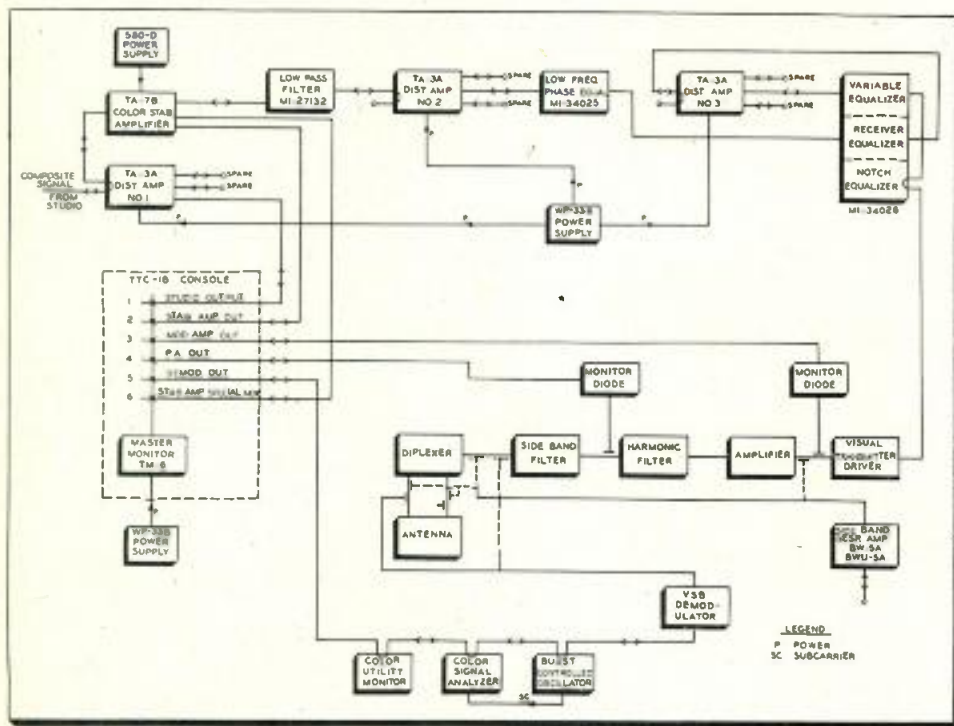 580-D
POWER
SUPPLY
TA-7B
COLOR STAB
AMPLIFIER
LOW PASS
FILTER
MI-27132
TA-3A
DIST AMP
NO.2
SPARE
SPARE
LOW FREQ
PHASE
MI-34025
TA-3A
DIST AMP
NO.3
SPARE
SPARE
VARIABLE
EQUALIZER
RECEIVER
EQUALIZER
NOTCH
EQUALIZER
MI-34028
COMPOSITE
SIGNAL
FROM
STUDIO
TA-3A
DIST AMP
NO.1
SPARE
SPARE
P
P
P
P
P
WP-33B
POWER
SUPPLY
TTC-1B CONSOLE
1 STUDIO OUTPUT
2 STAB AMP OUT
3 MOD AMP OUT
4 P.A. OUT
5 DEMOD OUT
6 STAB AMP
MASTER
MONITOR
TM-6
P
WP-33B
POWER
SUPPLY
MONITOR
DIODE
MONITOR
DIODE
DIPLEXER
SIDE BAND
FILTER
HARMONIC
FILTER
AMPLIFIER
VISUAL
DRIVER
ANTENNA
SIDE BAND
AMP
BW-5A
BWU-5A
VSB
DEMOD-
ULATOR
LEGEND
P POWER
SC SUBCARRIER
COLOR
UTILITY
MONITOR
COLOR
SIGNAL
ANALYZER
SC
BURST
CONTROLLED
OSCILLATOR